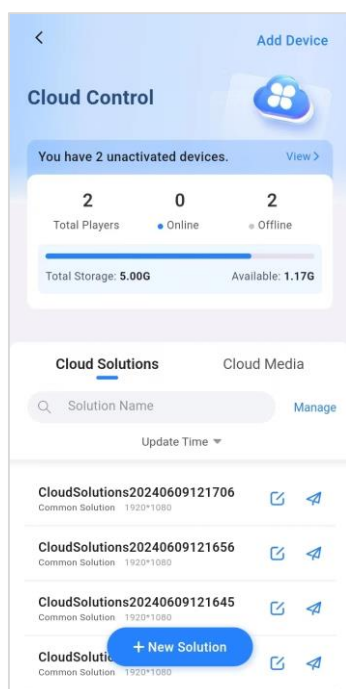 Add Device
Cloud Control
You have 2 unactivated devices. View >
2 0 2
Total Players Online Offline
Total Storage: 5.00G Available: 1.17G
Cloud Solutions Cloud Media
Solution Name Manage
Update Time
CloudSolutions20240609121706
Common Solution 1920*1080
CloudSolutions20240609121656
Common Solution 1920*1080
CloudSolutions20240609121645
Common Solution 1920*1080
+ New Solution
CloudSoluti
Common Solution 1920*1080